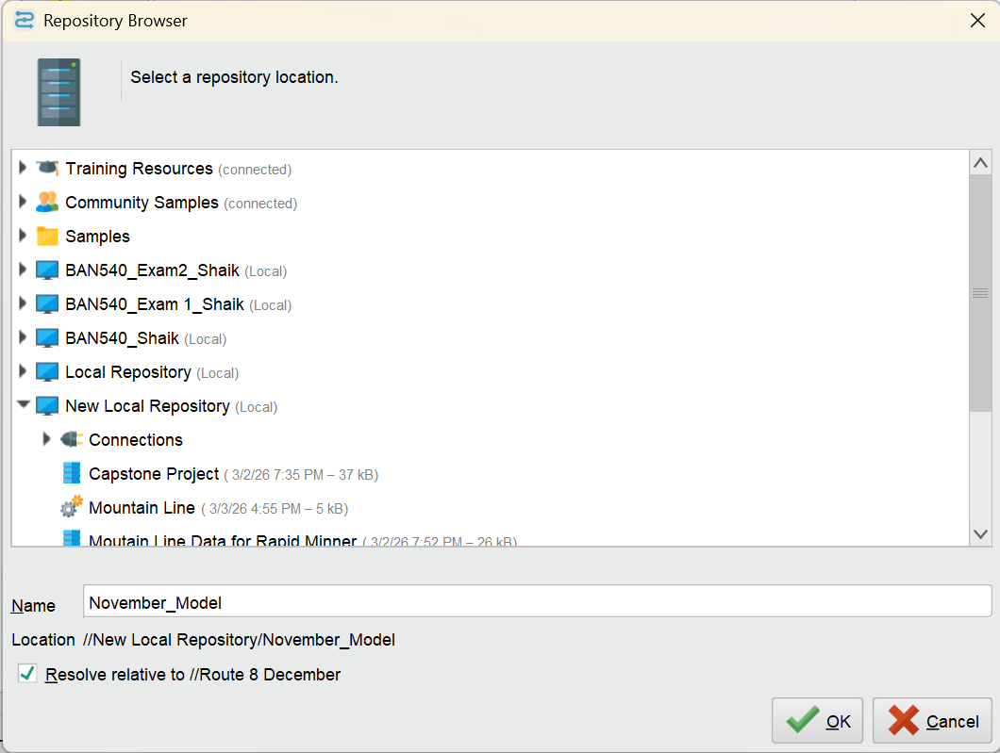 Repository Browser
Select a repository location.
Training Resources (connected)
Community Samples (connected)
Samples
BAN540_Exam2_Shaik (Local)
BAN540_Exam 1_Shaik (Local)
BAN540_Shaik (Local)
Local Repository (Local)
New Local Repository (Local)
Connections
Capstone Project ( 3/2/26 7:35 PM – 37 kB)
Mountain Line ( 3/3/26 4:55 PM – 5 kB)
Moutain Line Data for Rapid Minner ( 3/2/26 7:52 PM – 26 kB)
Name November_Model
Location //New Local Repository/November_Model
Resolve relative to //Route 8 December
OK Cancel